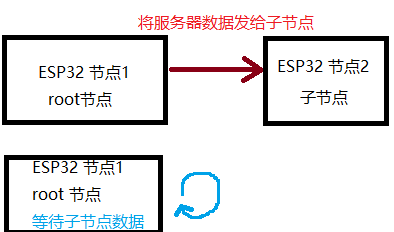 将服务器数据发给子节点
ESP32 节点1
root节点
ESP32 节点2
子节点
ESP32 节点1
root 节点
等待子节点数据